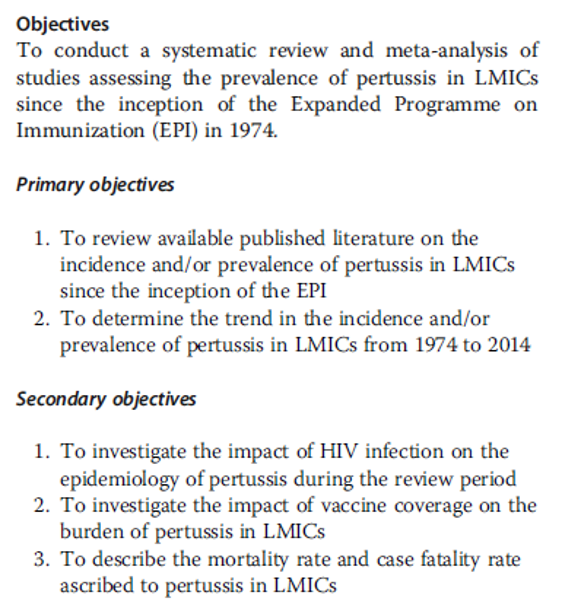 Objectives
To conduct a systematic review and meta-analysis of
studies assessing the prevalence of pertussis in LMICs
since the inception of the Expanded Programme on
Immunization (EPI) in 1974.
Primary objectives
1. To review available published literature on the
incidence and/or prevalence of pertussis in LMICs
since the inception of the EPI
2. To determine the trend in the incidence and/or
prevalence of pertussis in LMICs from 1974 to 2014
Secondary objectives
1. To investigate the impact of HIV infection on the
epidemiology of pertussis during the review period
2. To investigate the impact of vaccine coverage on the
burden of pertussis in LMICs
3. To describe the mortality rate and case fatality rate
ascribed to pertussis in LMICs